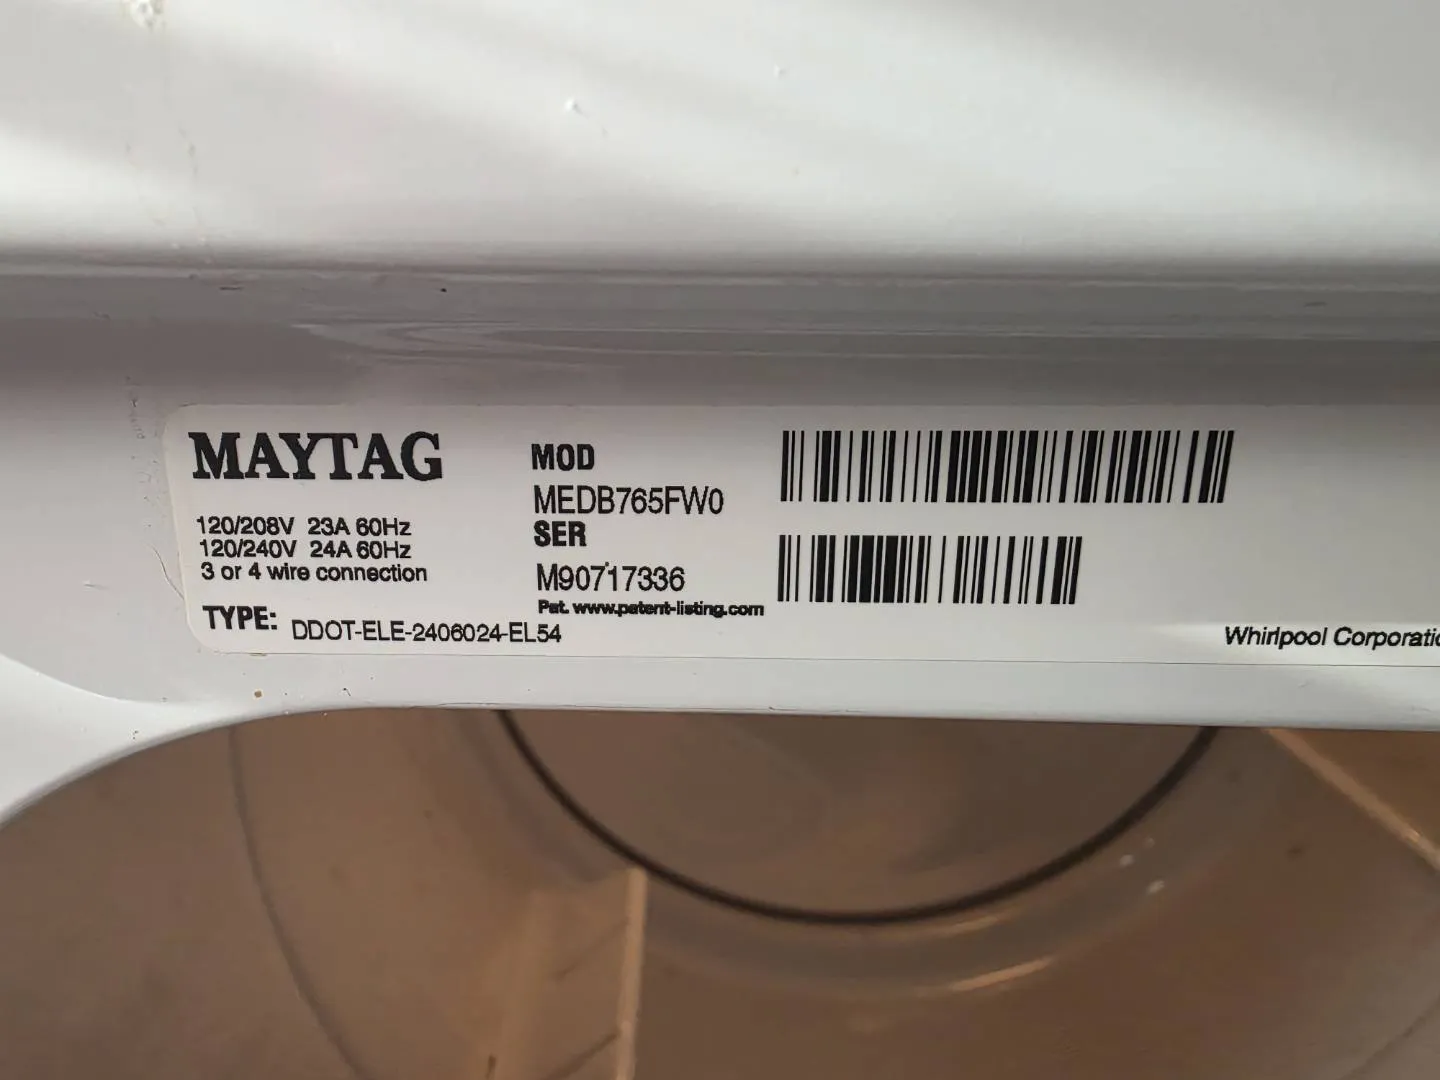 MAYTAG
120/208V 23A 60Hz
120/240V 24A 60Hz
3 or 4 wire connection
TYPE: DDOT-ELE-2406024-EL54
MOD
MEDB765FW0
SER
M90717336
Pat. www.patent-listing.com
Whirlpool Corporatio